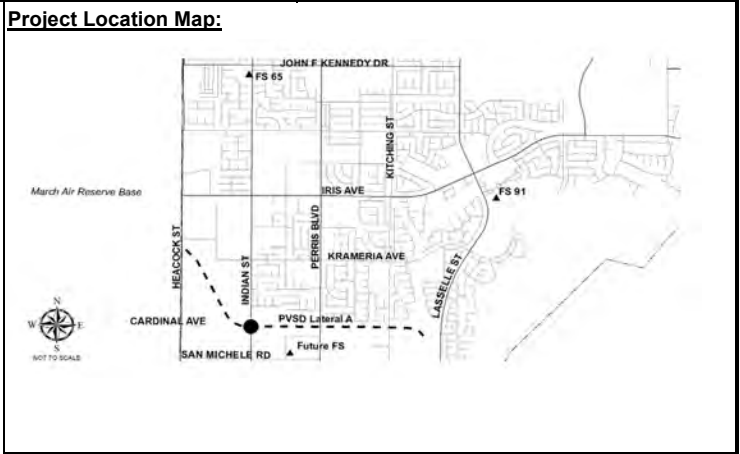 Project Location Map:
JOHN F KENNEDY DR
FS 65
KITCHING ST
March Air Reserve Base
IRIS AVE
FS 91
PERRIS BLVD
HEACOCK ST
INDIAN ST
KRAMERIA AVE
LASSELLE ST
N
W E
S
NOT TO SCALE
CARDINAL AVE
PVSD Lateral A
SAN MICHELE RD
Future FS